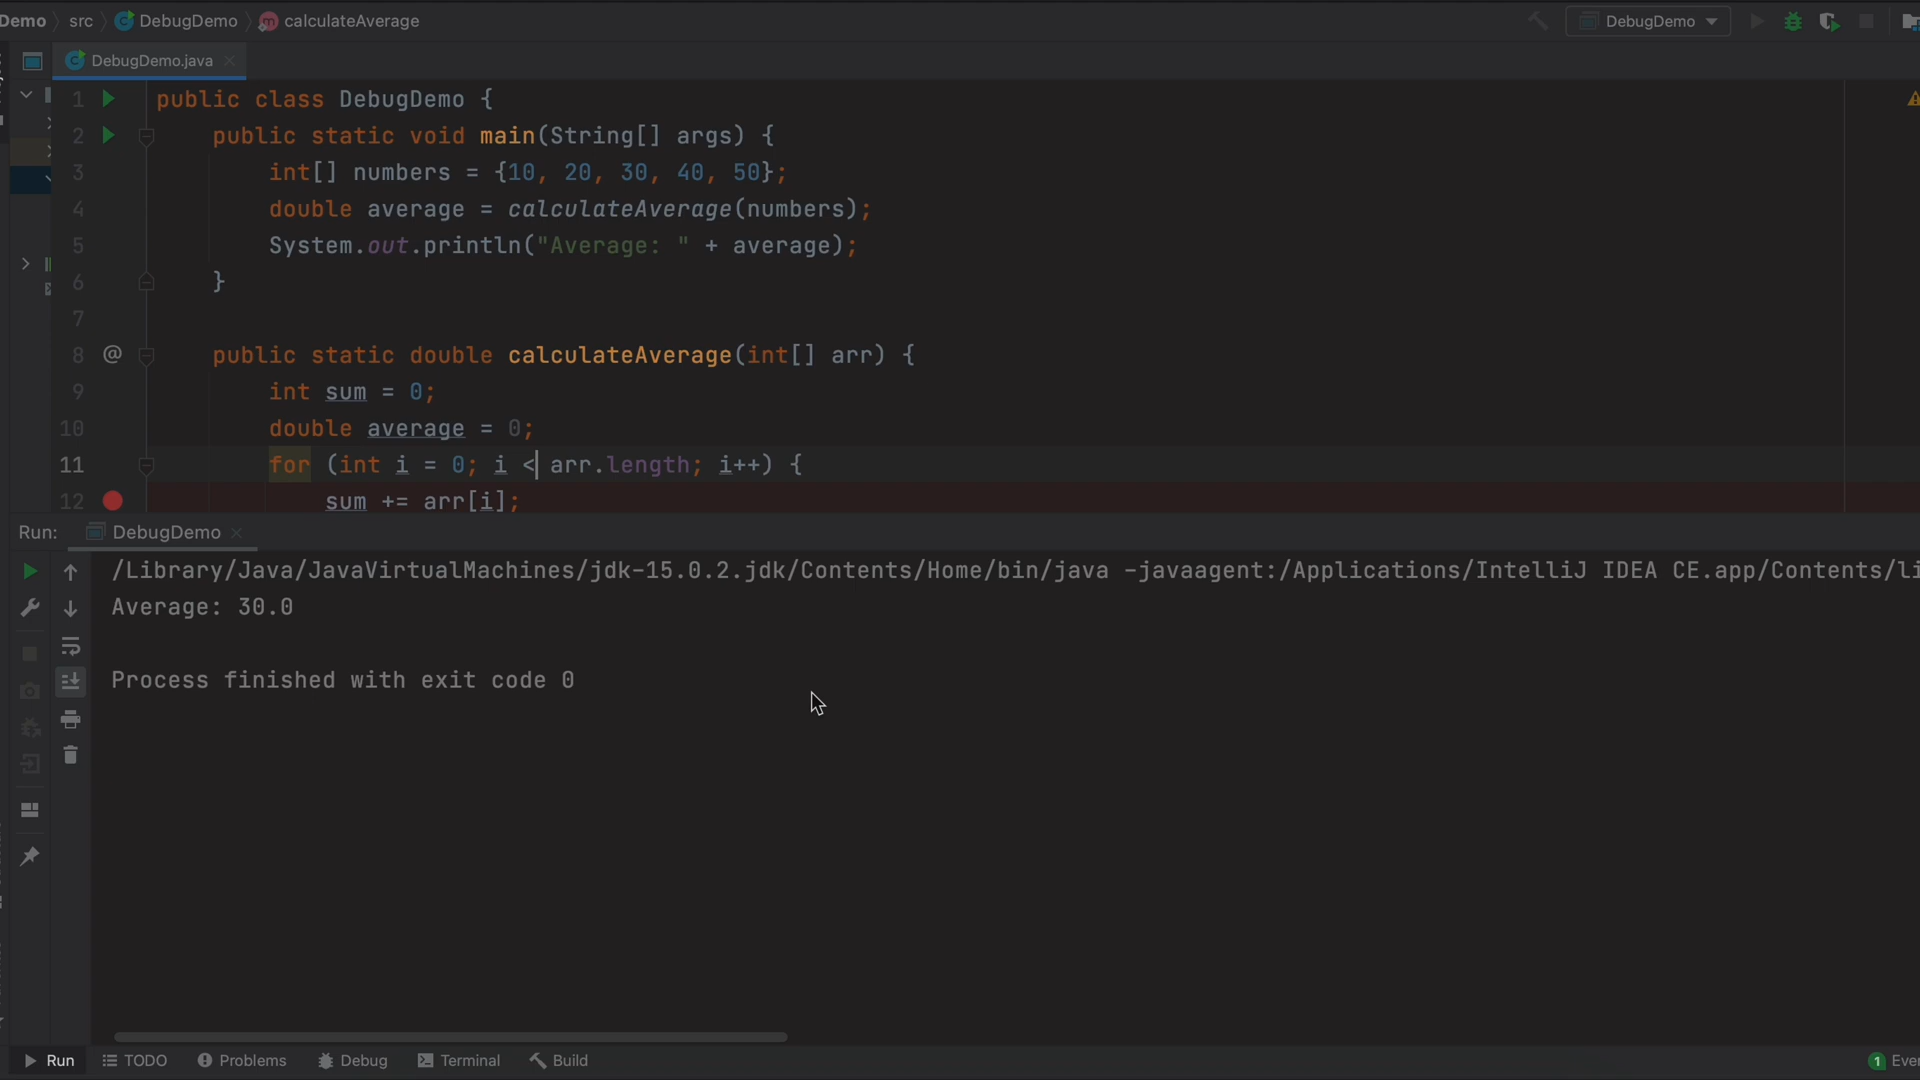 Demo src DebugDemo calculateAverage DebugDemo
DebugDemo.java
1 public class DebugDemo {
2 public static void main(String[] args) {
3 int[] numbers = {10, 20, 30, 40, 50};
4 double average = calculateAverage(numbers);
5 System.out.println("Average: " + average);
6 }
7
8 @ public static double calculateAverage(int[] arr) {
9 int sum = 0;
10 double average = 0;
11 for (int i = 0; i < arr.length; i++) {
12 sum += arr[i];
Run: DebugDemo
/Library/Java/JavaVirtualMachines/jdk-15.0.2.jdk/Contents/Home/bin/java -javaagent:/Applications/IntelliJ IDEA CE.app/Contents/li
Average: 30.0
Process finished with exit code 0
Run TODO Problems Debug Terminal Build 1 Even